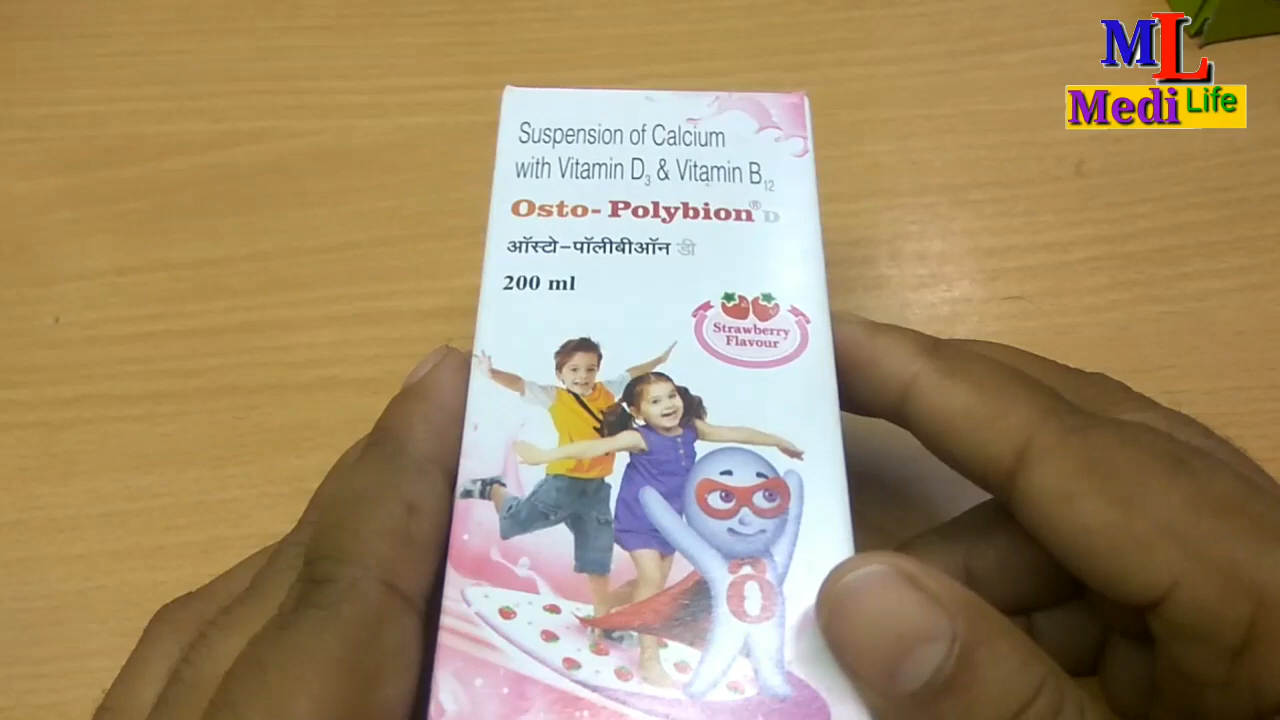 ML
Medi Life
Suspension of Calcium
with Vitamin D₃ & Vitamin B₁₂
Osto-Polybion® D
ऑस्टो-पॉलीबीऑन डी
200 ml
Strawberry
Flavour